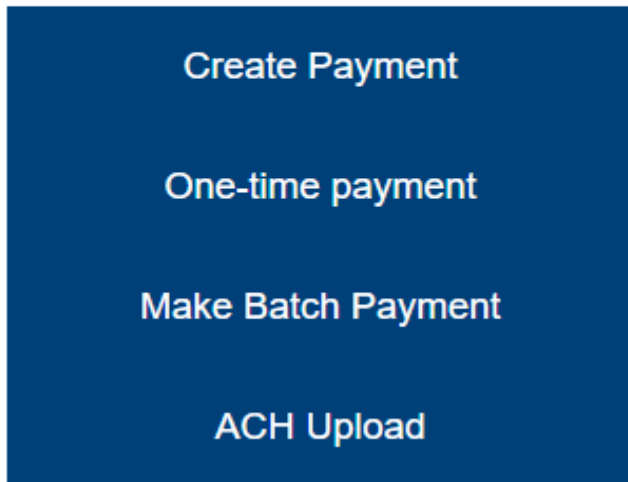 Create Payment
One-time payment
Make Batch Payment
ACH Upload